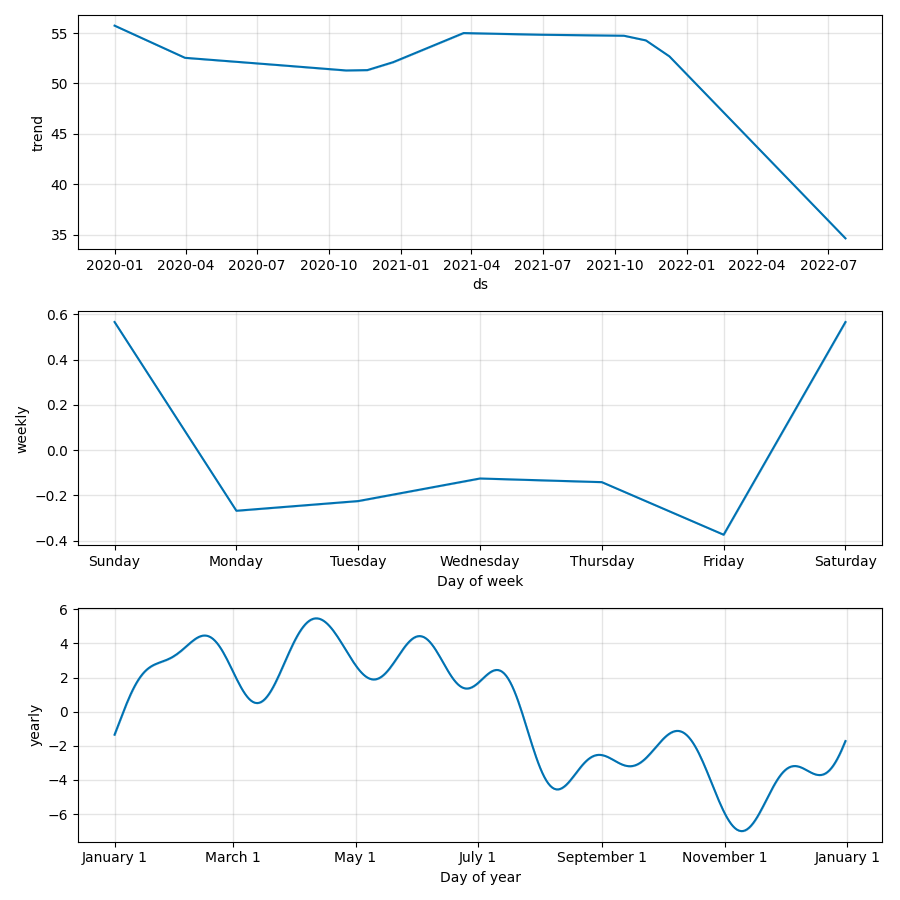 55
50
45
40
35
trend
2020-01 2020-04 2020-07 2020-10 2021-01 2021-04 2021-07 2021-10 2022-01 2022-04 2022-07
ds
0.6
0.4
0.2
0.0
−0.2
−0.4
weekly
Sunday Monday Tuesday Wednesday Thursday Friday Saturday
Day of week
6
4
2
0
−2
−4
−6
yearly
January 1 March 1 May 1 July 1 September 1 November 1 January 1
Day of year